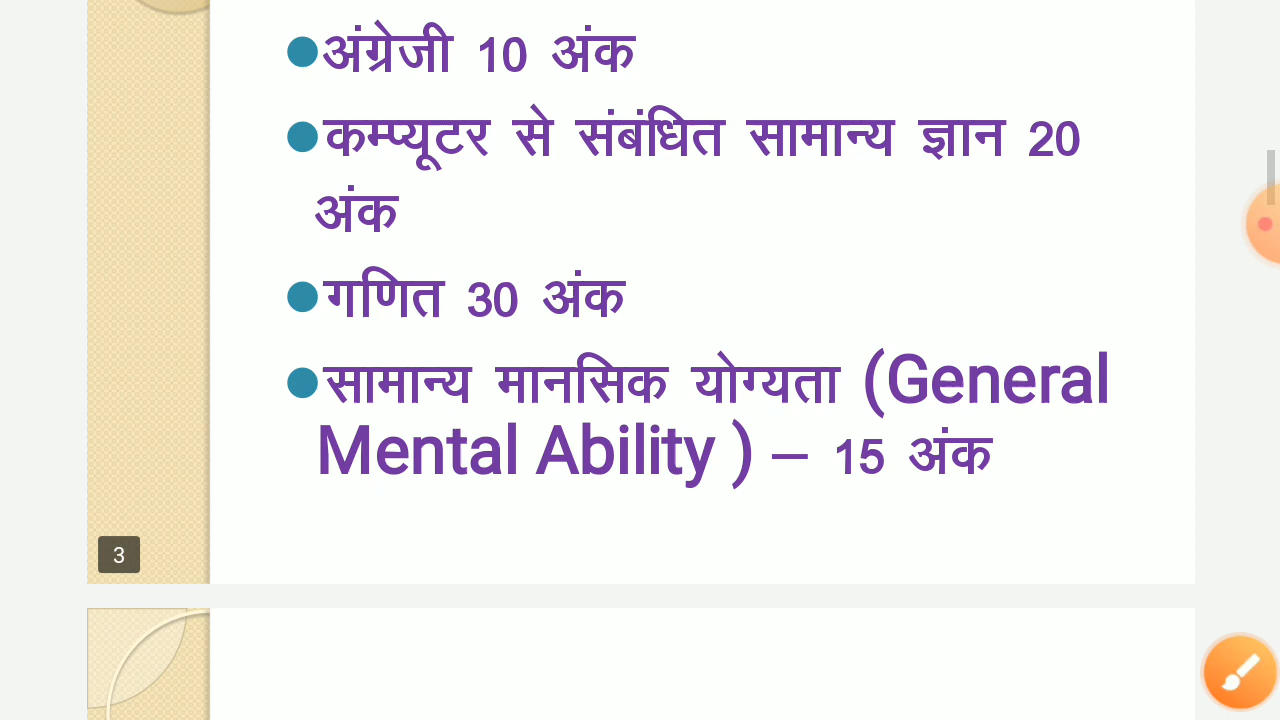 अंग्रेजी 10 अंक
कम्प्यूटर से संबंधित सामान्य ज्ञान 20
अंक
गणित 30 अंक
सामान्य मानसिक योग्यता (General
Mental Ability ) – 15 अंक
3